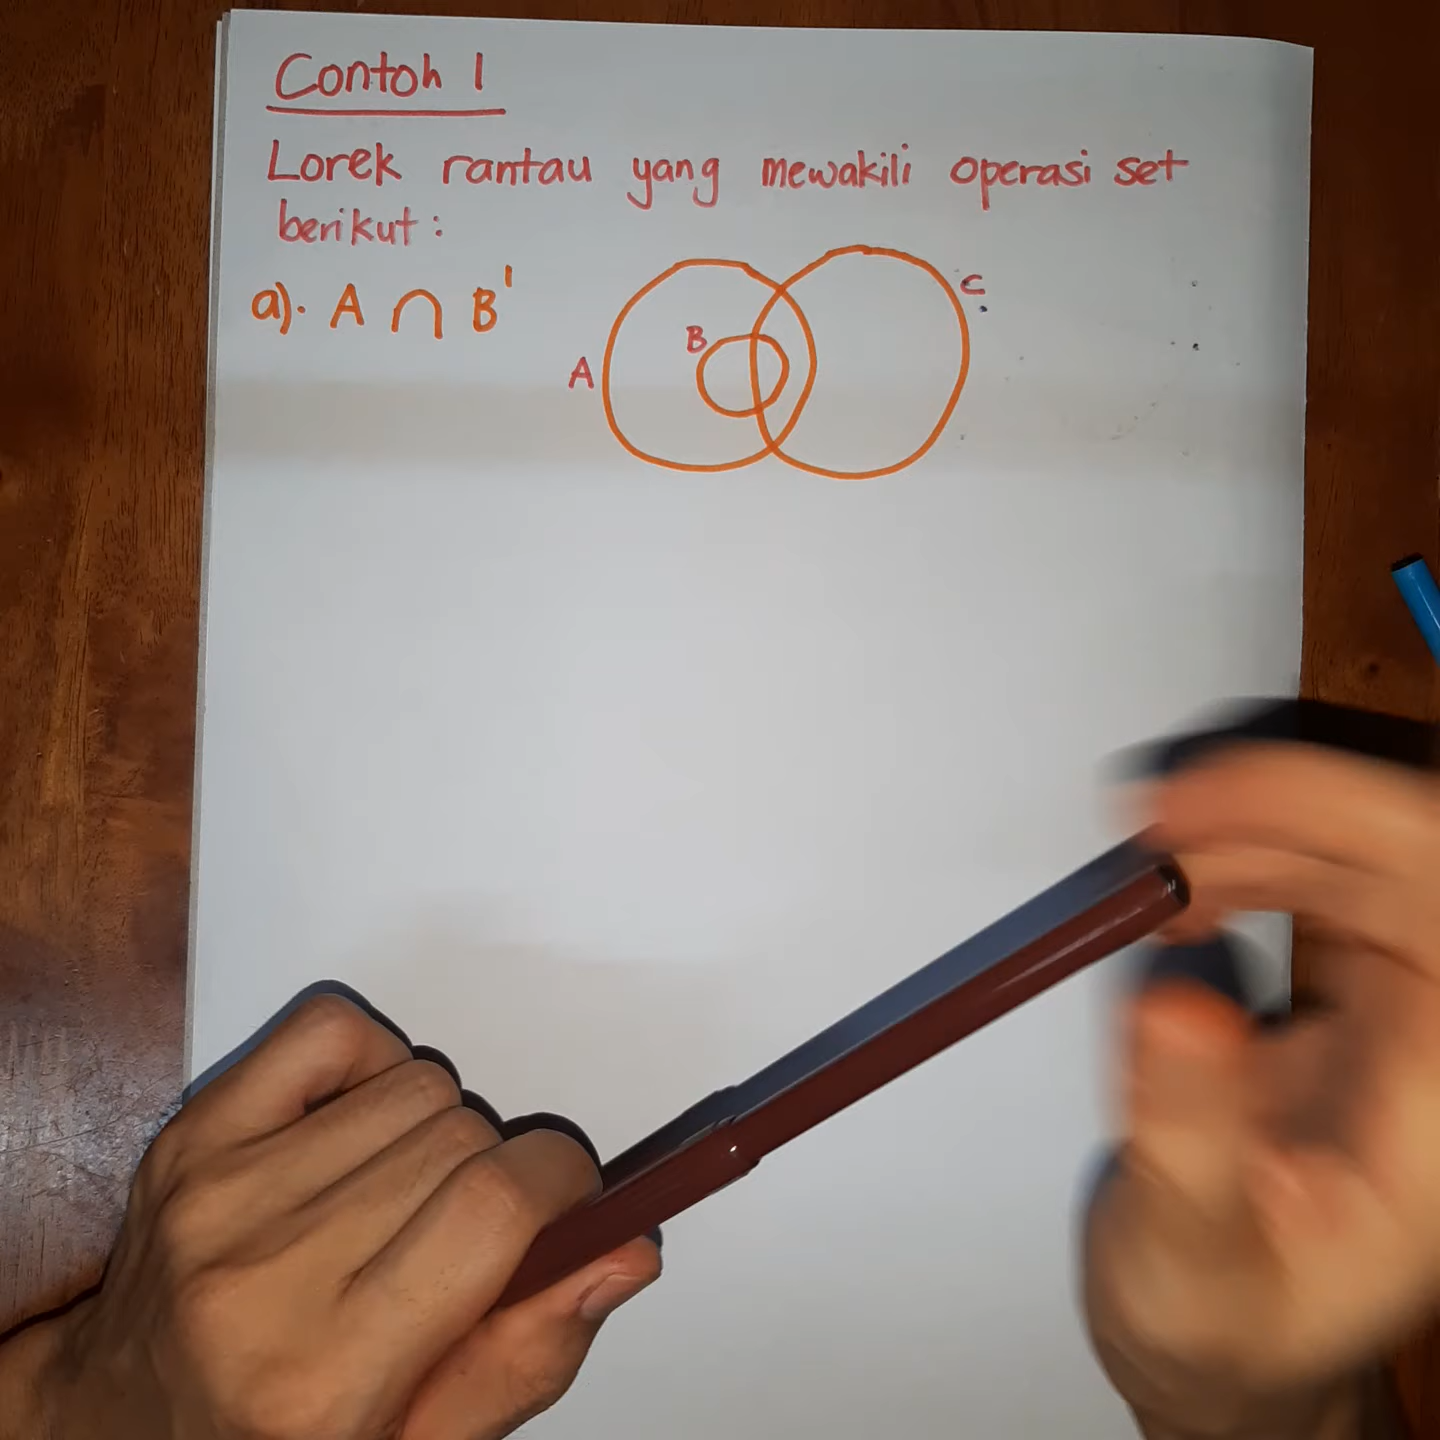 Contoh 1
Lorek rantau yang mewakili operasi set
berikut:
a). A ∩ B'
A
B
C